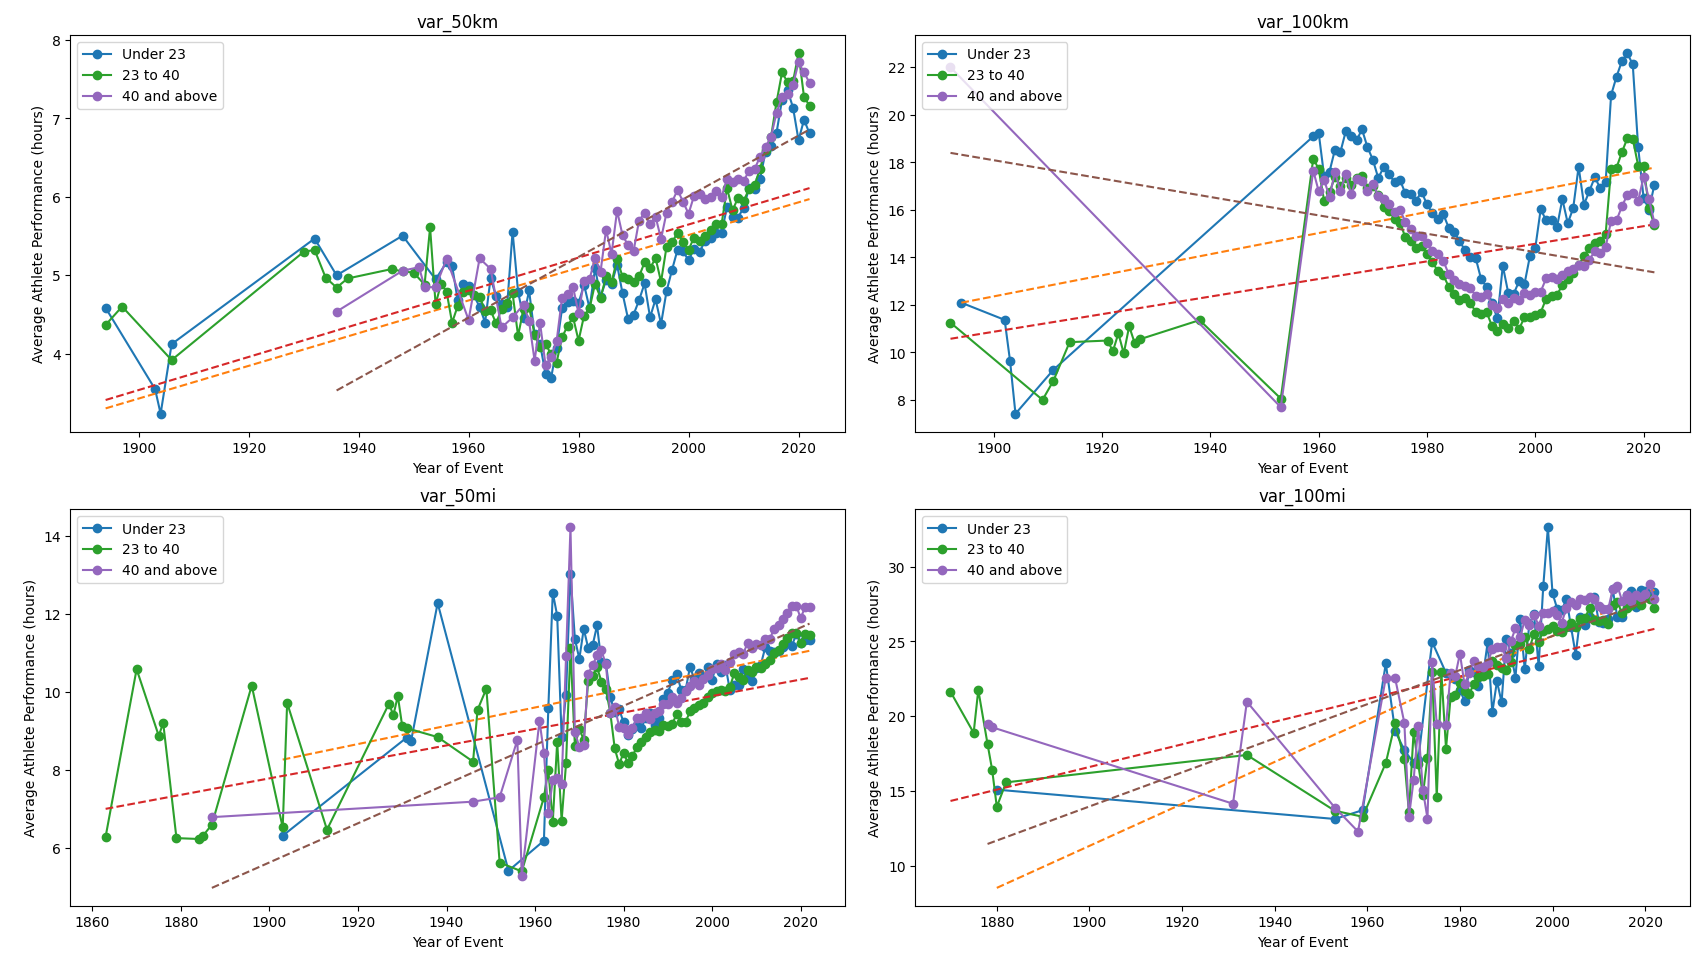 var_50km
Under 23
23 to 40
40 and above
Average Athlete Performance (hours)
8
7
6
5
4
1900
1920
1940
1960
1980
2000
2020
Year of Event
var_100km
Under 23
23 to 40
40 and above
Average Athlete Performance (hours)
22
20
18
16
14
12
10
8
1900
1920
1940
1960
1980
2000
2020
Year of Event
var_50mi
Under 23
23 to 40
40 and above
Average Athlete Performance (hours)
14
12
10
8
6
1860
1880
1900
1920
1940
1960
1980
2000
2020
Year of Event
var_100mi
Under 23
23 to 40
40 and above
Average Athlete Performance (hours)
30
25
20
15
10
1880
1900
1920
1940
1960
1980
2000
2020
Year of Event